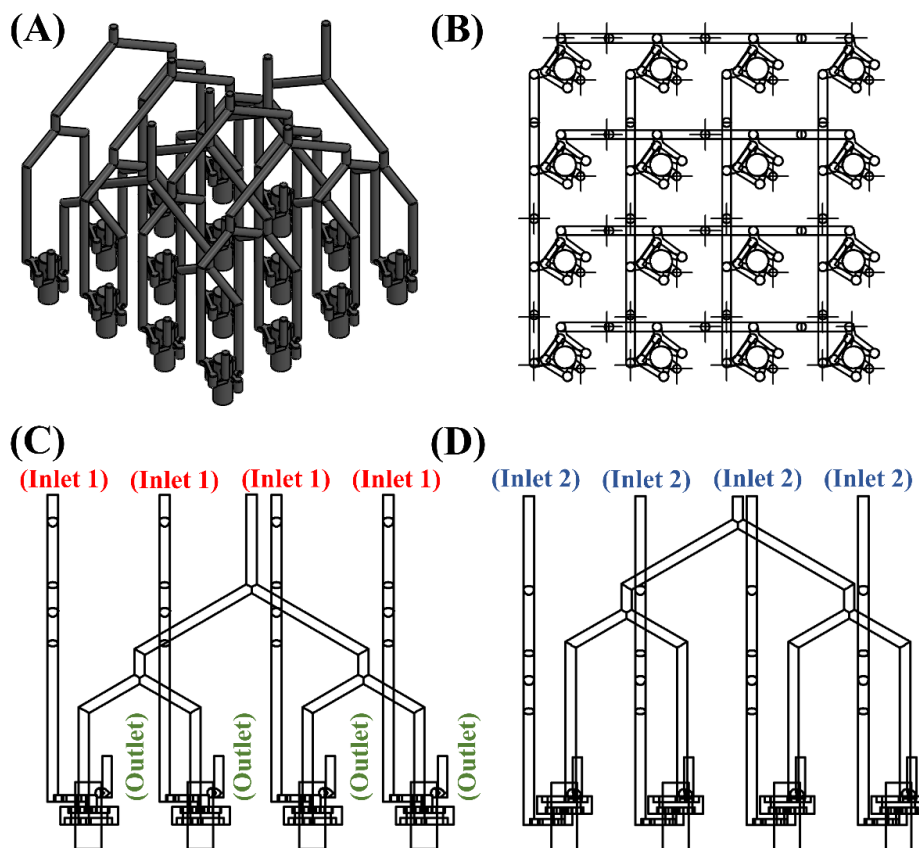 (A)
(B)
(C)
(D)
(Inlet 1) (Inlet 1) (Inlet 1) (Inlet 1)
(Inlet 2) (Inlet 2) (Inlet 2) (Inlet 2)
(Outlet) (Outlet) (Outlet) (Outlet)